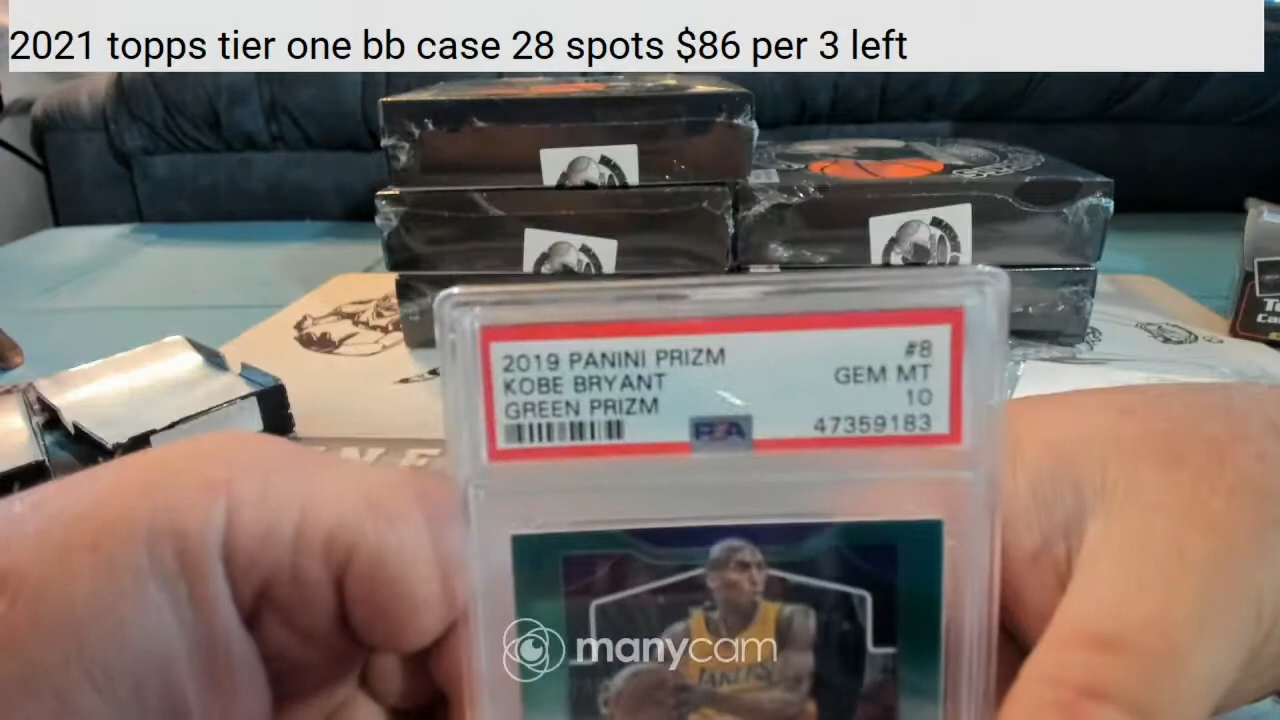 2021 topps tier one bb case 28 spots $86 per 3 left
2019 PANINI PRIZM #8
KOBE BRYANT GEM MT
GREEN PRIZM 10
PSA 47359183
LAKERS
manycam